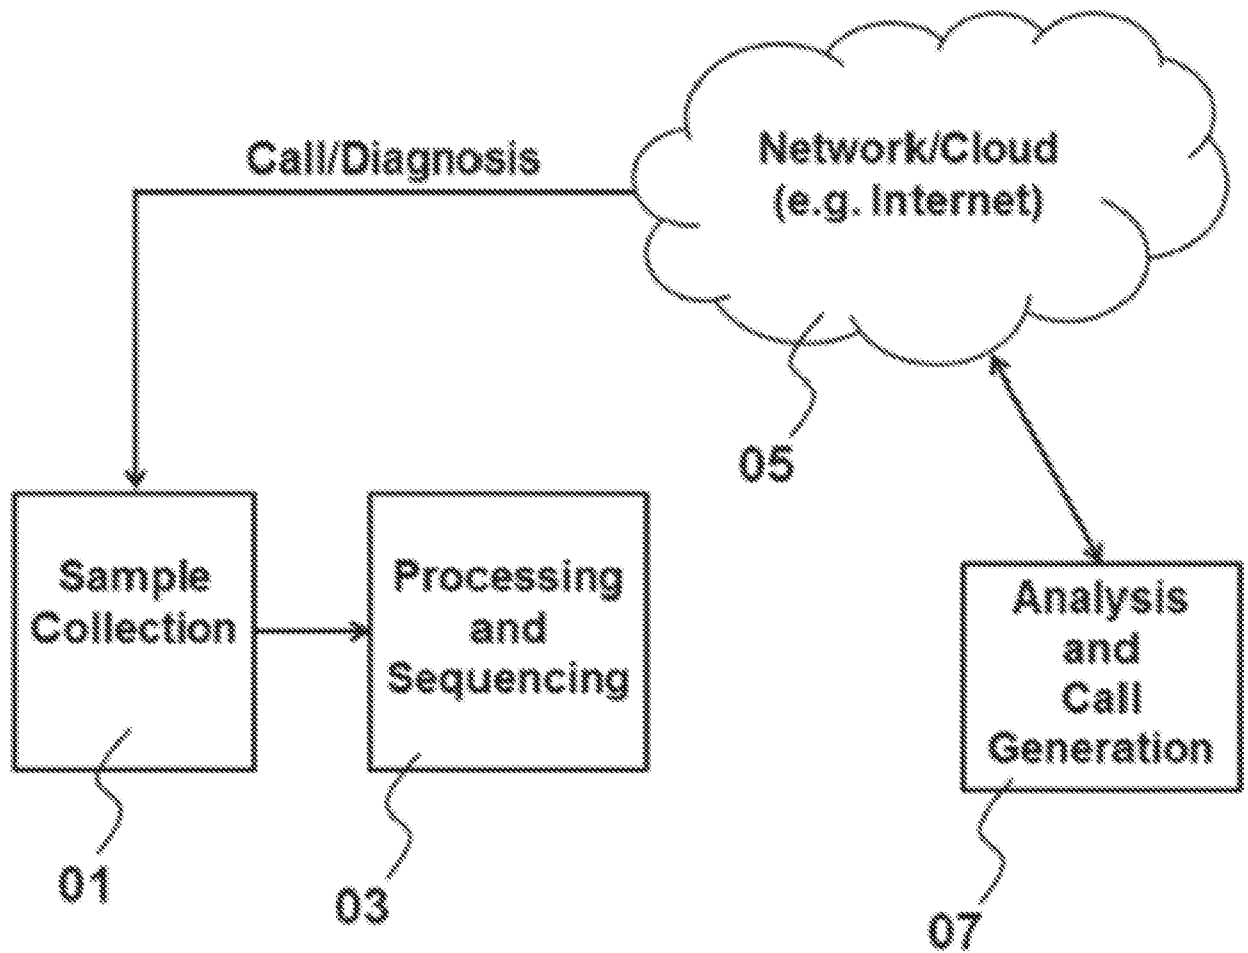 Call/Diagnosis
Network/Cloud
(e.g. Internet)
05
Sample
Collection
01
Processing
and
Sequencing
03
Analysis
and
Call
Generation
07